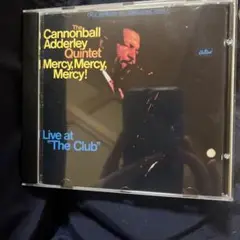 The
Cannonball
Adderley
Quintet
Mercy, Mercy,
Mercy!
Live at
"The Club"